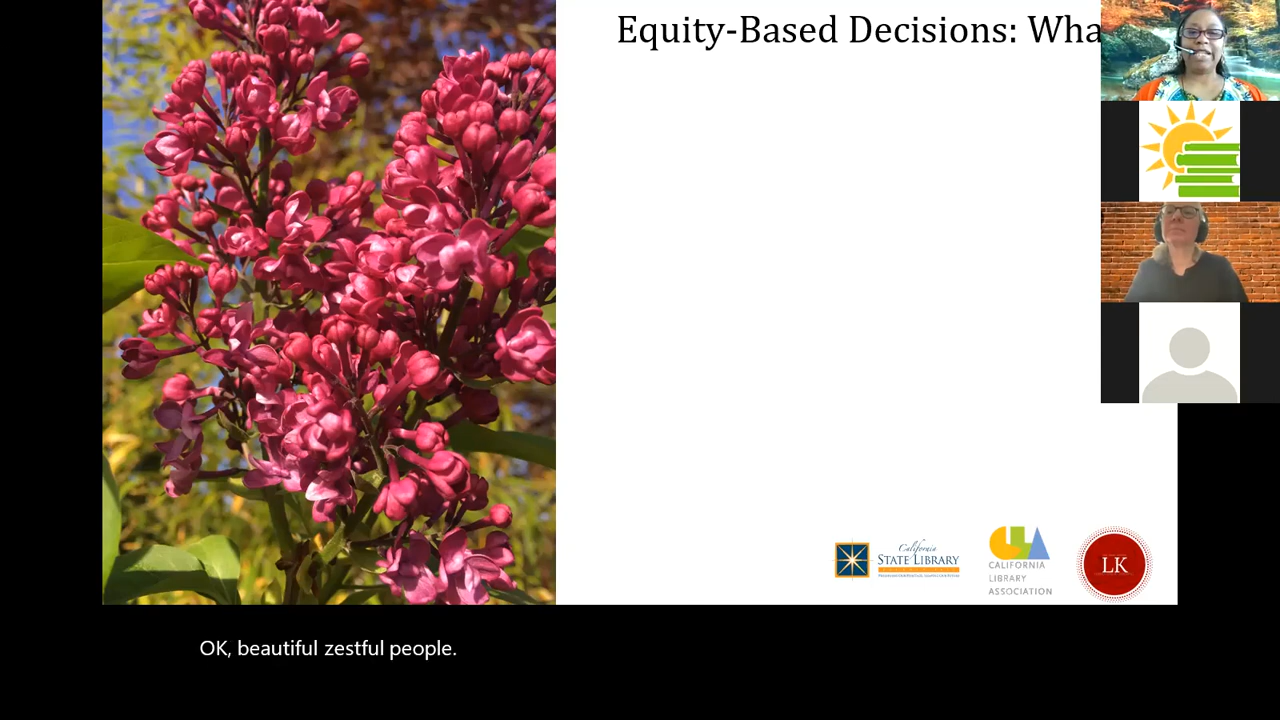 Equity-Based Decisions: Wha
California
STATE LIBRARY
CALIFORNIA
LIBRARY
ASSOCIATION
LK
OK, beautiful zestful people.